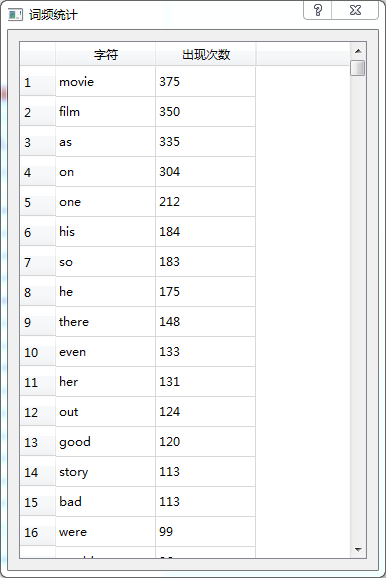 词频统计
字符 出现次数
1 movie 375
2 film 350
3 as 335
4 on 304
5 one 212
6 his 184
7 so 183
8 he 175
9 there 148
10 even 133
11 her 131
12 out 124
13 good 120
14 story 113
15 bad 113
16 were 99